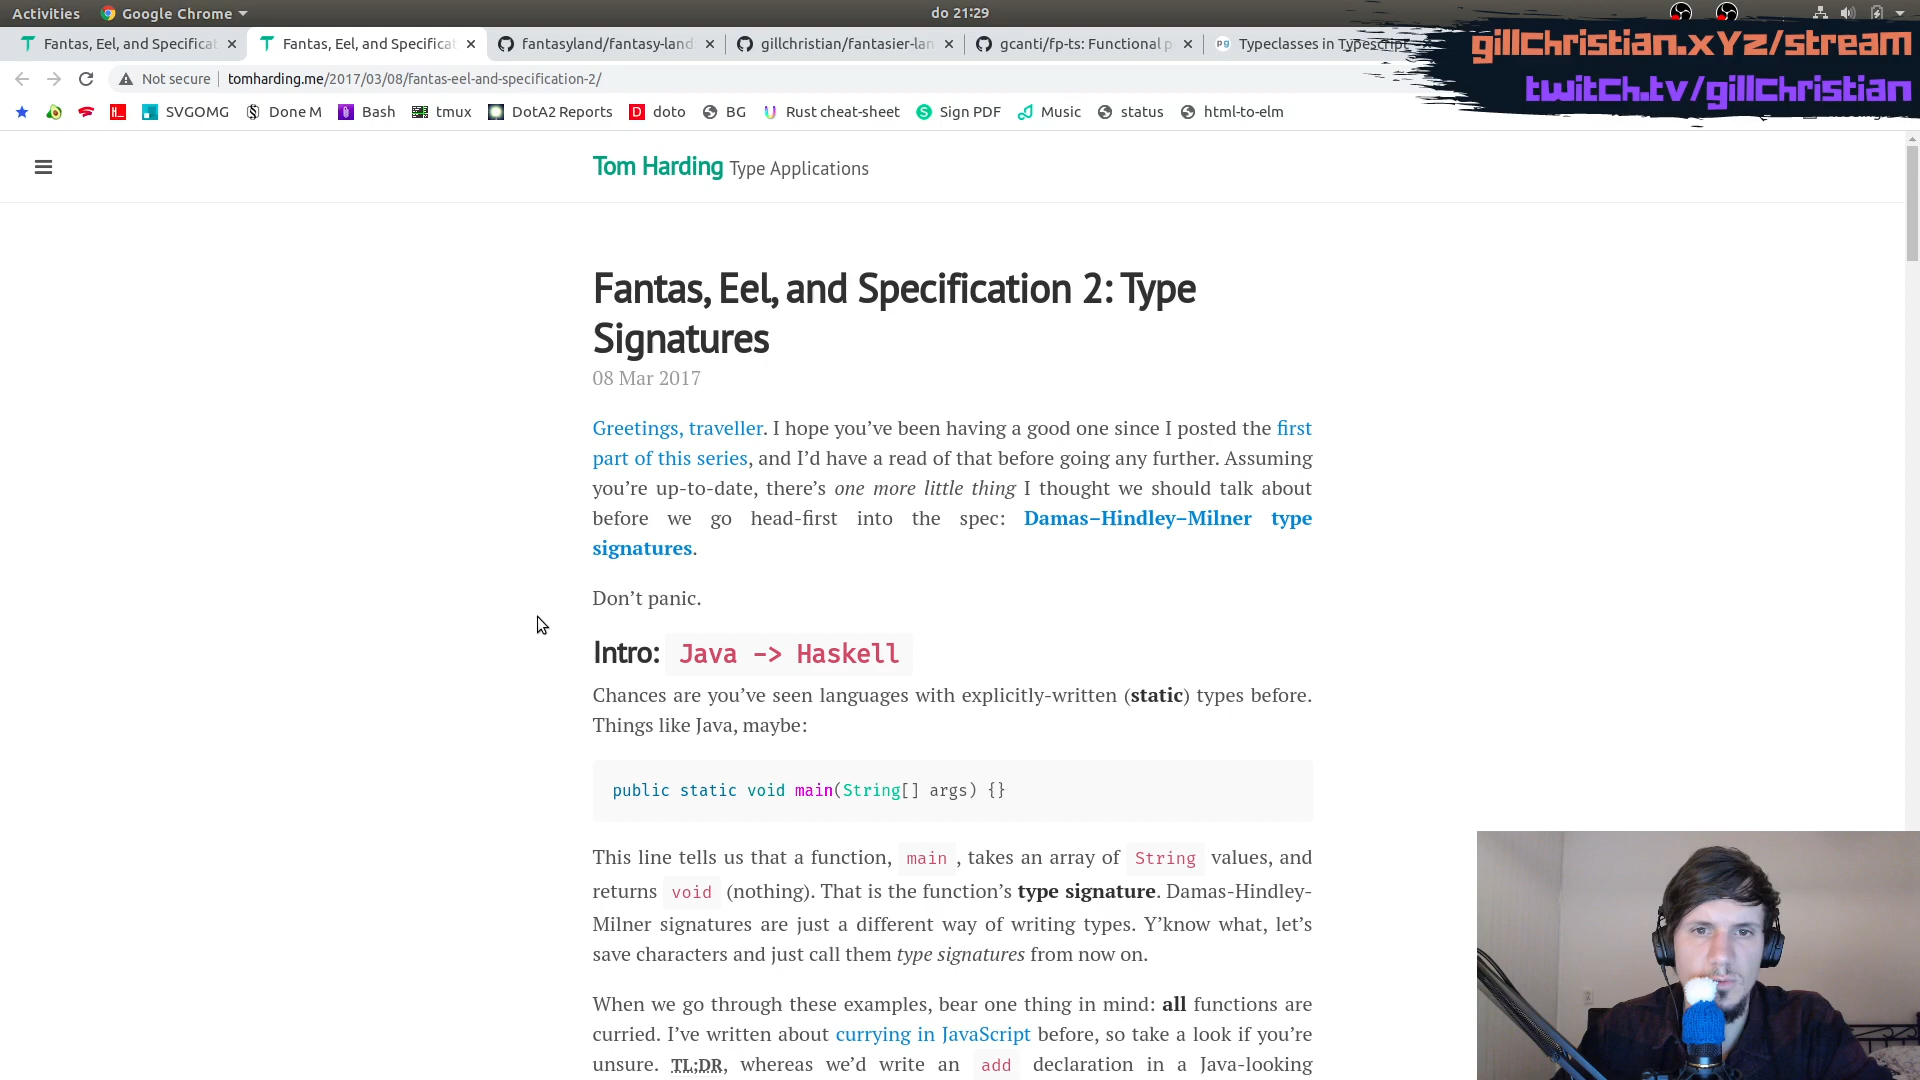 Activities Google Chrome do 21:29
Fantas, Eel, and Specificat Fantas, Eel, and Specificat fantasyland/fantasy-land gillchristian/fantasier-lan gcanti/fp-ts: Functional p Typeclasses in Typescript
gillchristian.xYz/stream
Not secure tomharding.me/2017/03/08/fantas-eel-and-specification-2/
twitch.tv/gillchristian
SVGOMG Done M Bash tmux DotA2 Reports doto BG Rust cheat-sheet Sign PDF Music status html-to-elm
Tom Harding Type Applications
Fantas, Eel, and Specification 2: Type
Signatures
08 Mar 2017
Greetings, traveller. I hope you’ve been having a good one since I posted the first
part of this series, and I’d have a read of that before going any further. Assuming
you’re up-to-date, there’s one more little thing I thought we should talk about
before we go head-first into the spec: Damas–Hindley–Milner type
signatures.
Don’t panic.
Intro: Java -> Haskell
Chances are you’ve seen languages with explicitly-written (static) types before.
Things like Java, maybe:
public static void main(String[] args) {}
This line tells us that a function, main , takes an array of String values, and
returns void (nothing). That is the function’s type signature. Damas-Hindley-
Milner signatures are just a different way of writing types. Y’know what, let’s
save characters and just call them type signatures from now on.
When we go through these examples, bear one thing in mind: all functions are
curried. I’ve written about currying in JavaScript before, so take a look if you’re
unsure. TL;DR, whereas we’d write an add declaration in a Java-looking